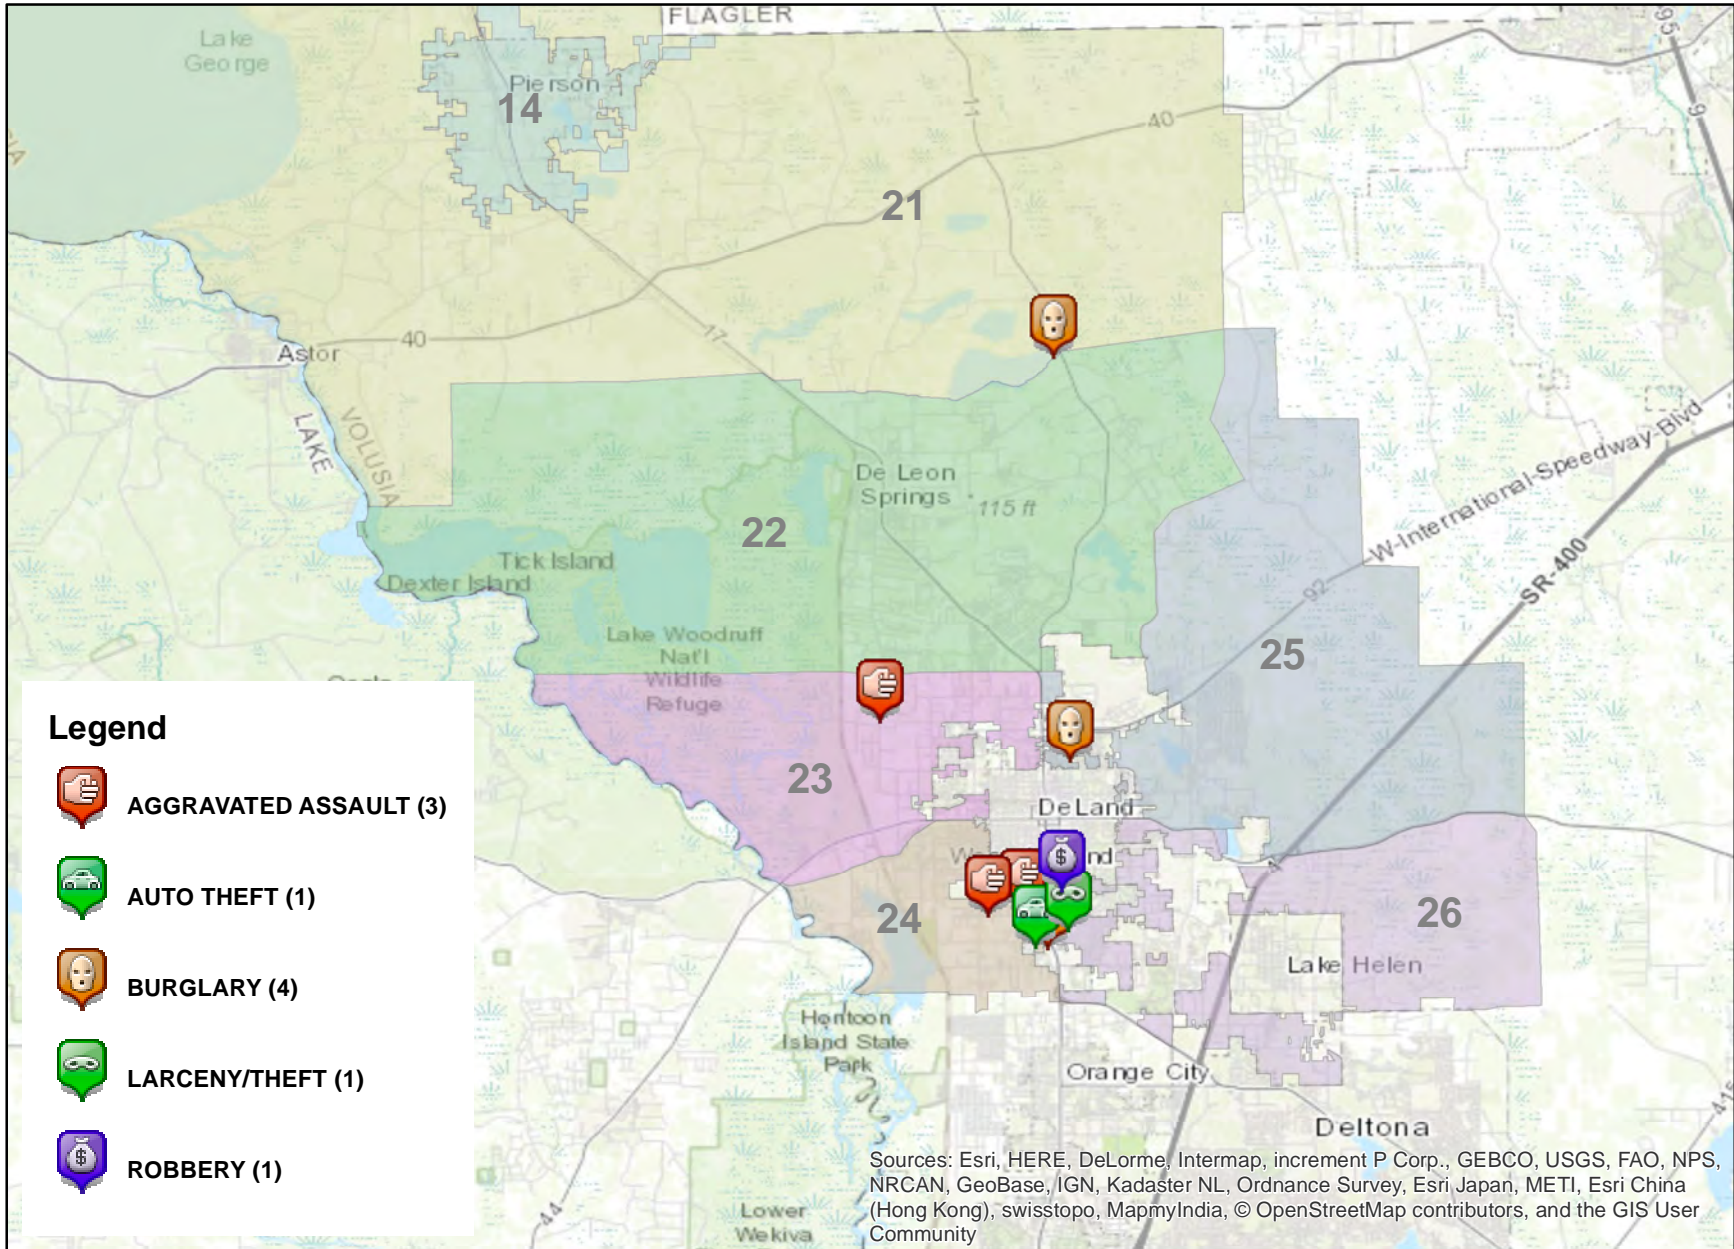 FLAGLER
Lake
George
Pierson
14
11
40
95
9
21
17
40
Astor
LAKE
VOLUSIA
De Leon
Springs
115 ft
22
Tick Island
Dexter Island
W-International-Speedway-Blvd
92
SR-400
25
Lake Woodruff
Nat'l
Wildlife
Refuge
23
DeLand
24
26
Lake Helen
Hontoon
Island State
Park
Orange City
Deltona
4
44
415
Lower
Wekiva
Legend
AGGRAVATED ASSAULT (3)
AUTO THEFT (1)
BURGLARY (4)
LARCENY/THEFT (1)
ROBBERY (1)
Sources: Esri, HERE, DeLorme, Intermap, increment P Corp., GEBCO, USGS, FAO, NPS,
NRCAN, GeoBase, IGN, Kadaster NL, Ordnance Survey, Esri Japan, METI, Esri China
(Hong Kong), swisstopo, MapmyIndia, © OpenStreetMap contributors, and the GIS User
Community